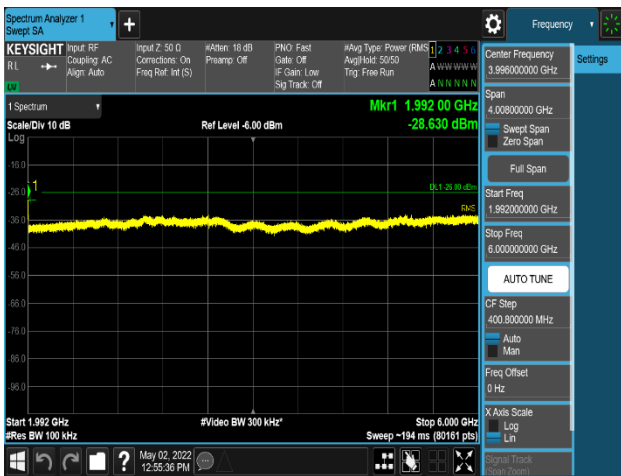 Spectrum Analyzer 1
Swept SA
+
Frequency
KEYSIGHT
RL
LXI
Input: RF
Coupling: AC
Align: Auto
Input Z: 50 Ω
Corrections: On
Freq Ref: Int (S)
#Atten: 18 dB
Preamp: Off
PNO: Fast
Gate: Off
IF Gain: Low
Sig Track: Off
#Avg Type: Power (RMS
Avg|Hold: 50/50
Trig: Free Run
1 2 3 4 5 6
A W W W W W
A N N N N N
1 Spectrum
Scale/Div 10 dB
Log
Ref Level -6.00 dBm
Mkr1 1.992 00 GHz
-28.630 dBm
-16.0
-26.0
-36.0
-46.0
-56.0
-66.0
-76.0
-86.0
-96.0
1
DL1 -26.00 dBm
RMS
Start 1.992 GHz
#Res BW 100 kHz
#Video BW 300 kHz*
Stop 6.000 GHz
Sweep ~194 ms (80161 pts)
?
May 02, 2022
12:55:36 PM
Center Frequency
3.996000000 GHz
Settings
Span
4.00800000 GHz
Swept Span
Zero Span
Full Span
Start Freq
1.992000000 GHz
Stop Freq
6.000000000 GHz
AUTO TUNE
CF Step
400.800000 MHz
Auto
Man
Freq Offset
0 Hz
X Axis Scale
Log
Lin
Signal Track
(Span Zoom)